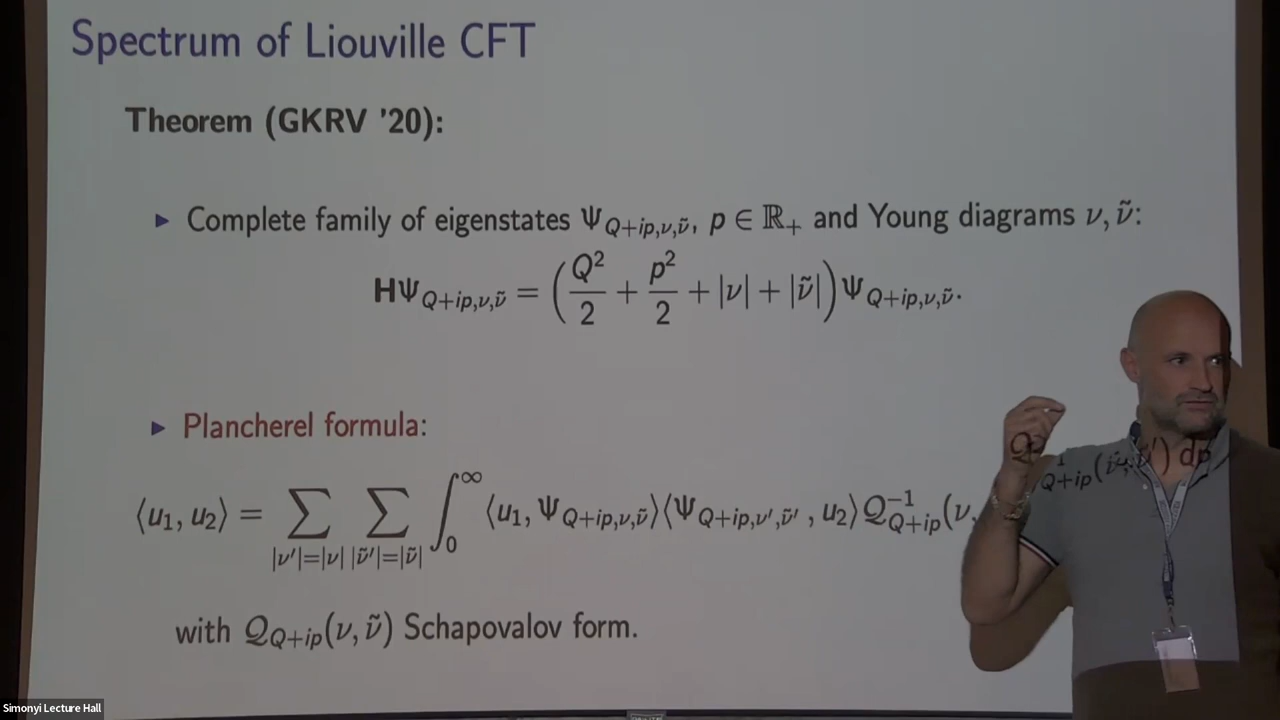 Spectrum of Liouville CFT
Theorem (GKRV '20):
▶ Complete family of eigenstates Ψ_{Q+ip,ν,ν̃}, p ∈ ℝ₊ and Young diagrams ν, ν̃:
HΨ_{Q+ip,ν,ν̃} = (Q²/2 + p²/2 + |ν| + |ν̃|)Ψ_{Q+ip,ν,ν̃}.
▶ Plancherel formula:
⟨u₁, u₂⟩ = ∑_{|ν'|=|ν|} ∑_{|ν̃'|=|ν̃|} ∫₀^∞ ⟨u₁, Ψ_{Q+ip,ν,ν̃}⟩⟨Ψ_{Q+ip,ν',ν̃'}, u₂⟩ 𝒬⁻¹_{Q+ip}(ν, _{Q+ip}(ν̃, ν̃') dp
with 𝒬_{Q+ip}(ν, ν̃) Schapovalov form.
Simonyi Lecture Hall